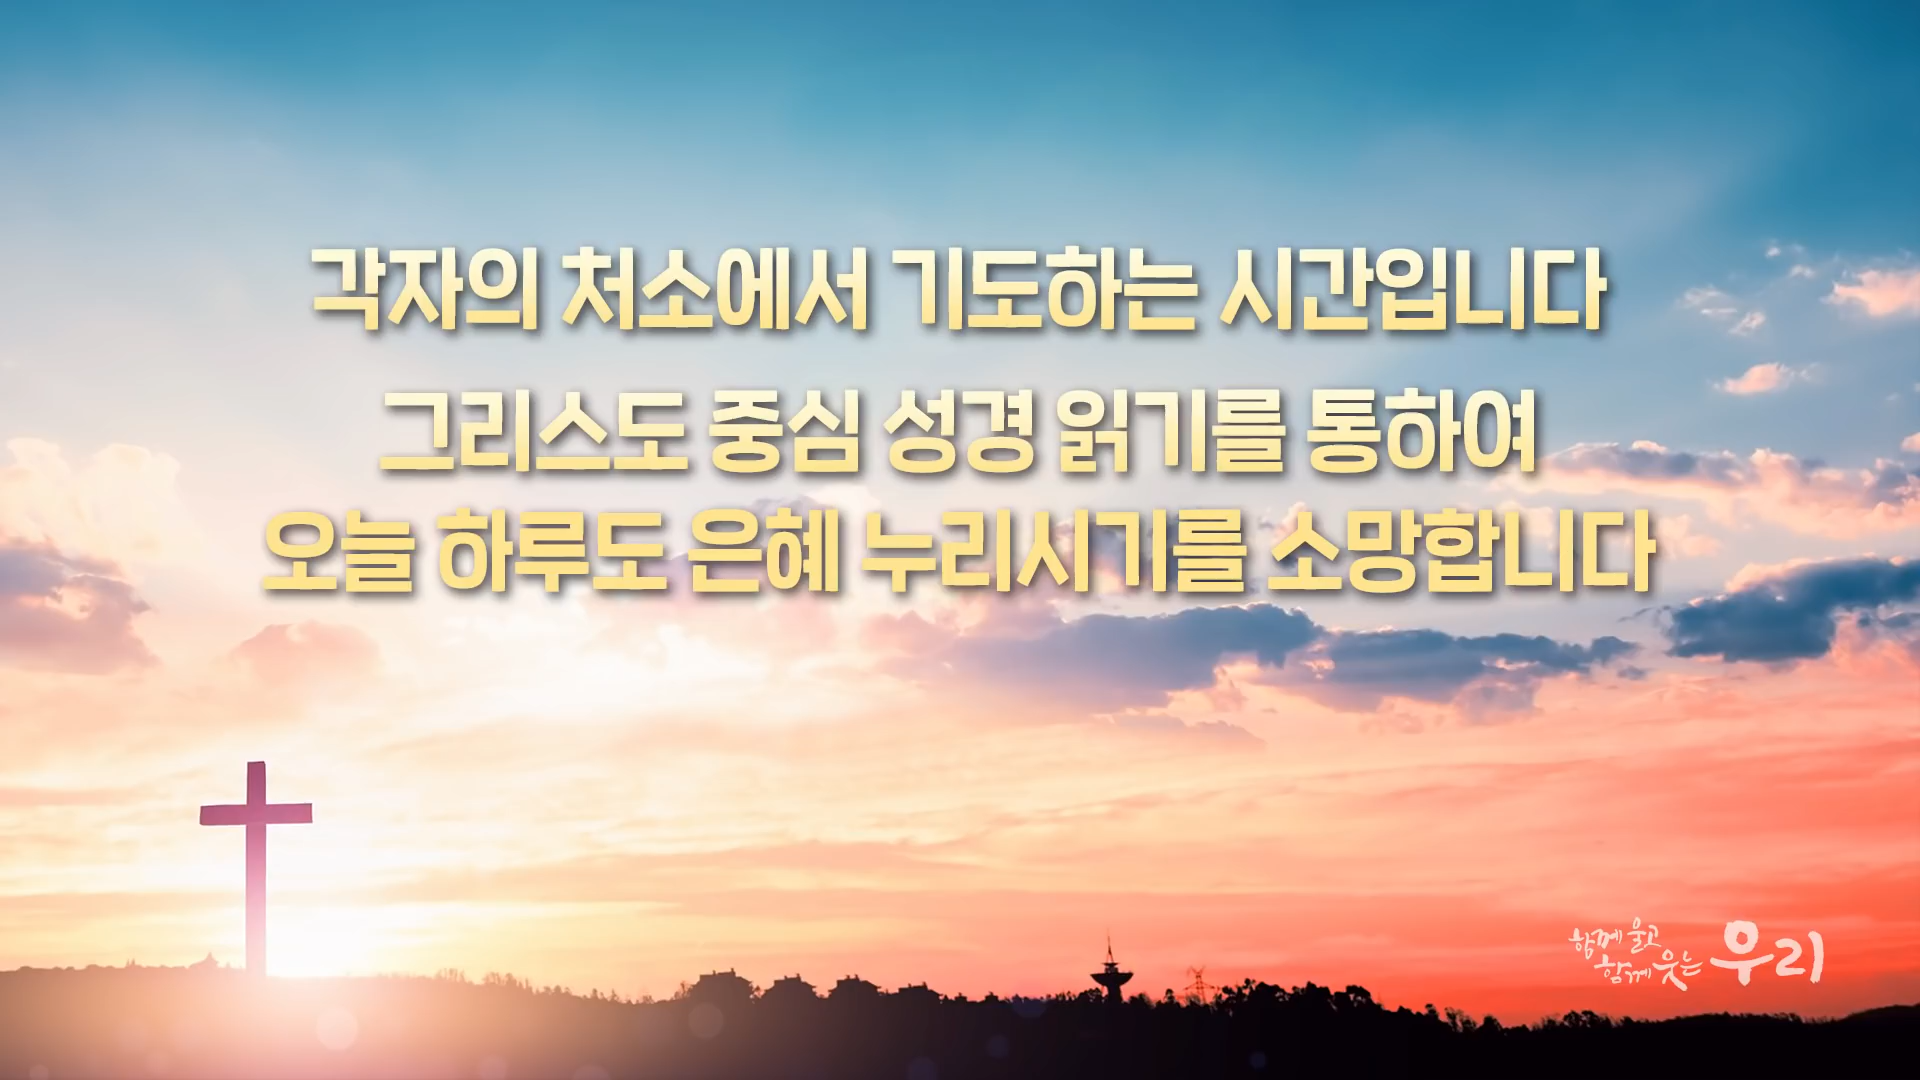 각자의 처소에서 기도하는 시간입니다
그리스도 중심 성경 읽기를 통하여
오늘 하루도 은혜 누리시기를 소망합니다
함께 울고
함께 웃는 우리